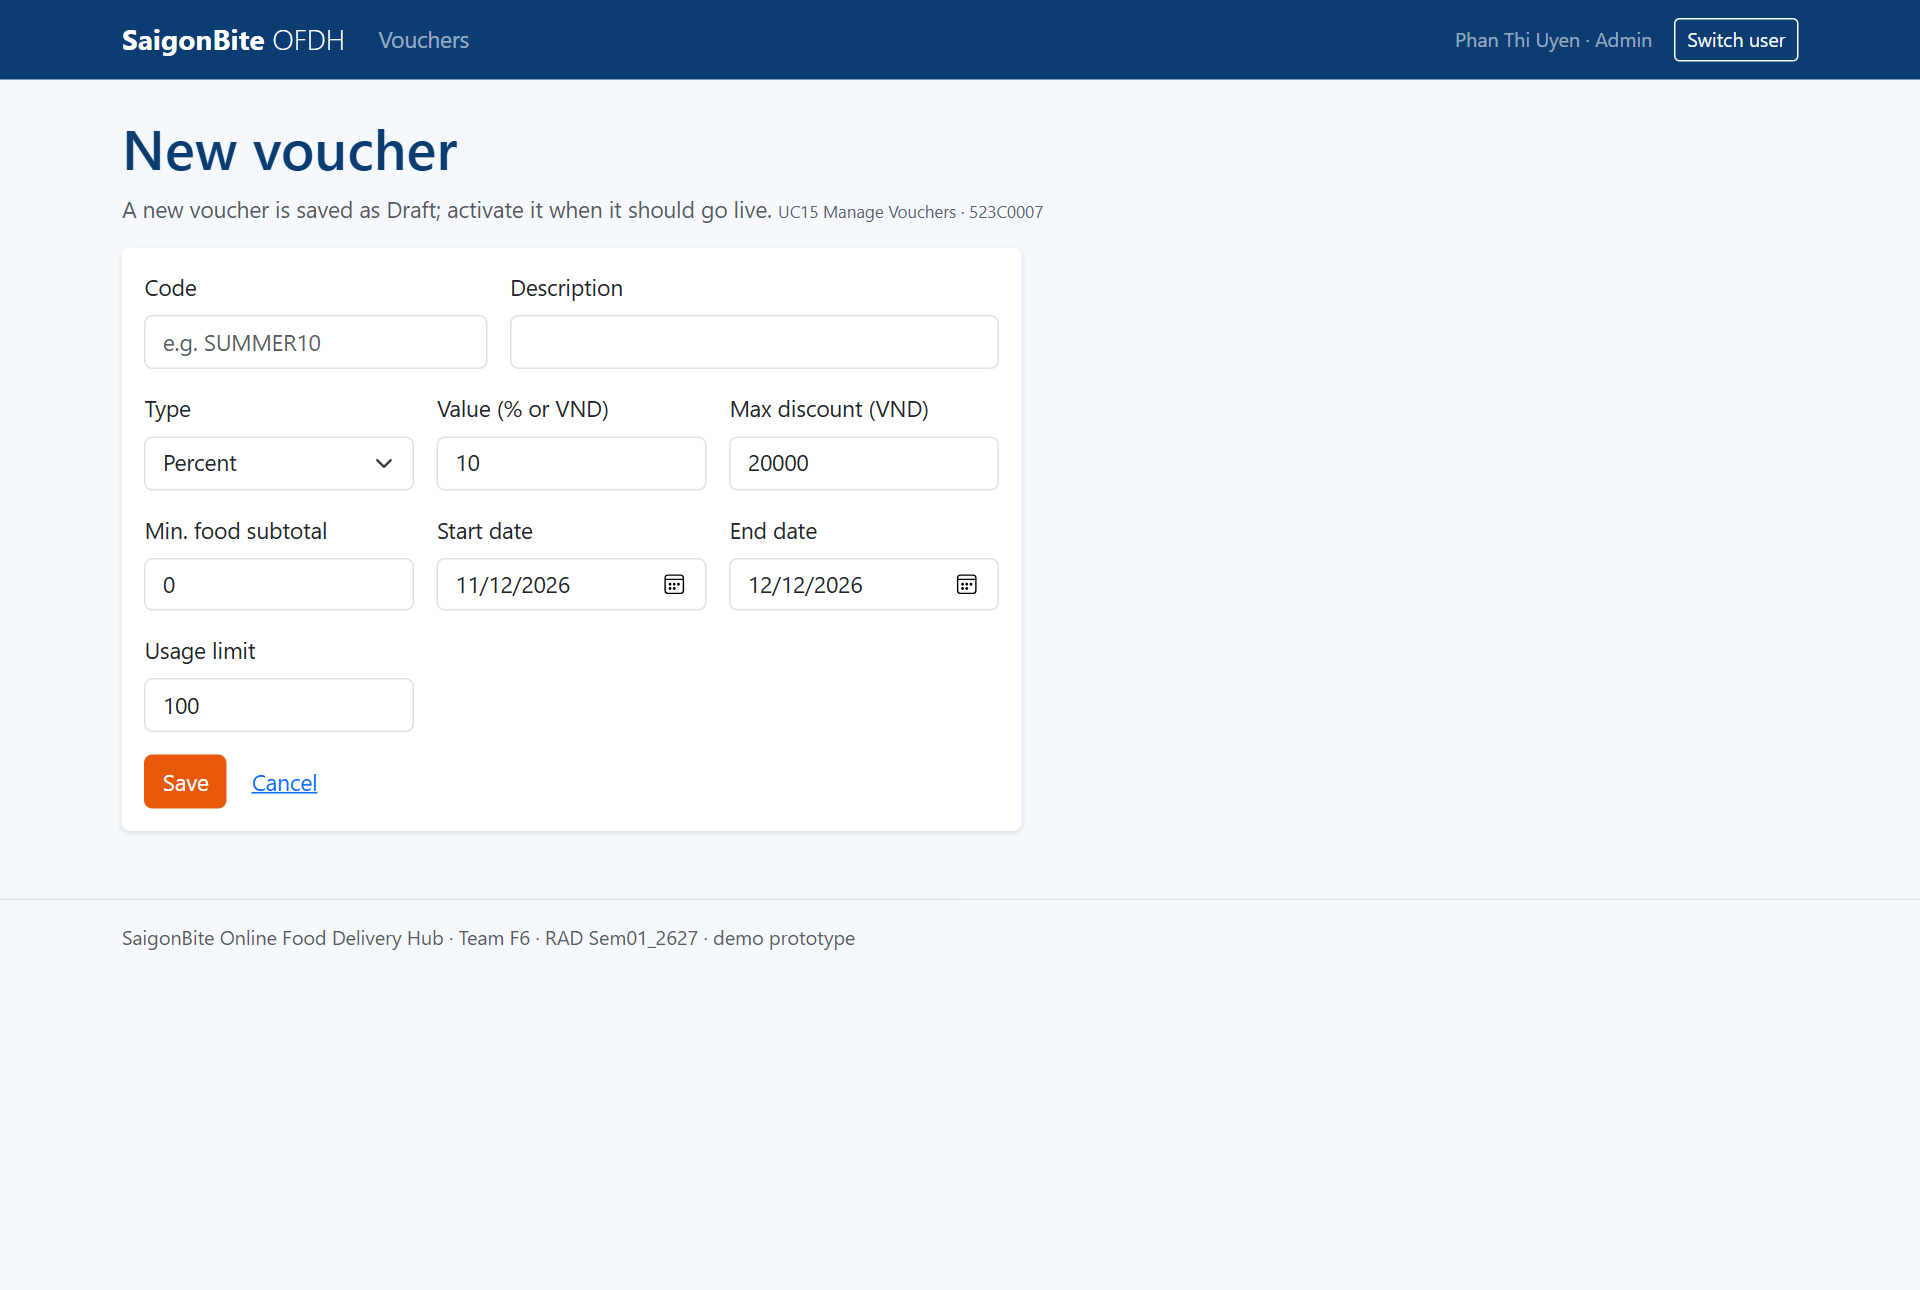 SaigonBite OFDH Vouchers Phan Thi Uyen · Admin Switch user
New voucher
A new voucher is saved as Draft; activate it when it should go live. UC15 Manage Vouchers · 523C0007
Code Description
e.g. SUMMER10
Type Value (% or VND) Max discount (VND)
Percent 10 20000
Min. food subtotal Start date End date
0 11/12/2026 12/12/2026
Usage limit
100
Save Cancel
SaigonBite Online Food Delivery Hub · Team F6 · RAD Sem01_2627 · demo prototype